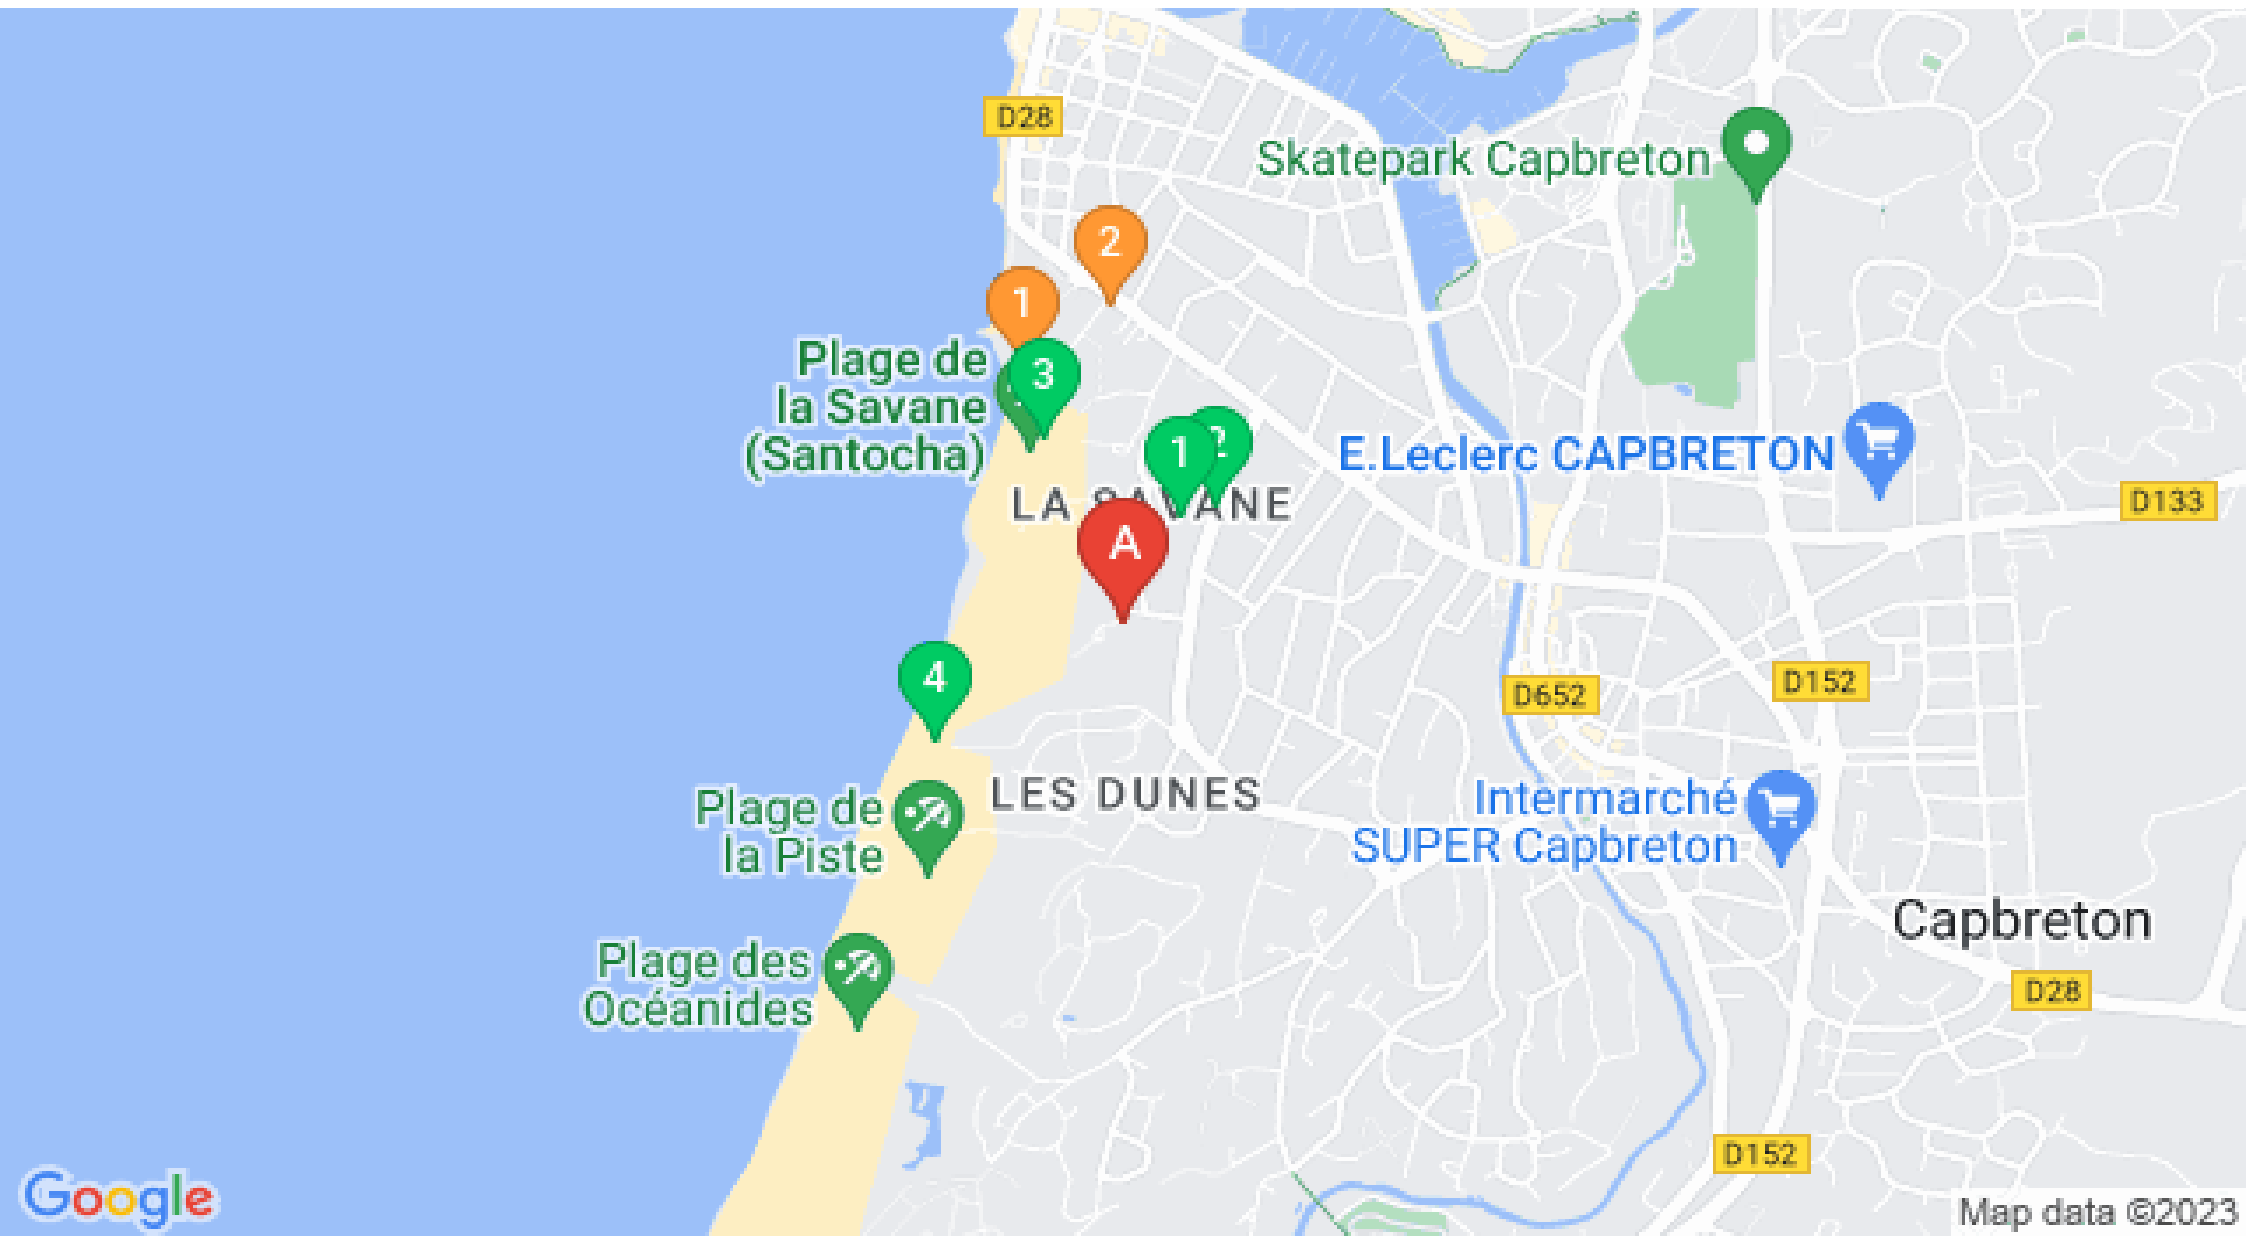 D28
Skatepark Capbreton
2
1
Plage de
la Savane
(Santocha)
3
1
2
E.Leclerc CAPBRETON
LA SAVANE
D133
A
4
D652
D152
Plage de
la Piste
LES DUNES
Intermarché
SUPER Capbreton
Capbreton
Plage des
Océanides
D28
D152
Google
Map data ©2023